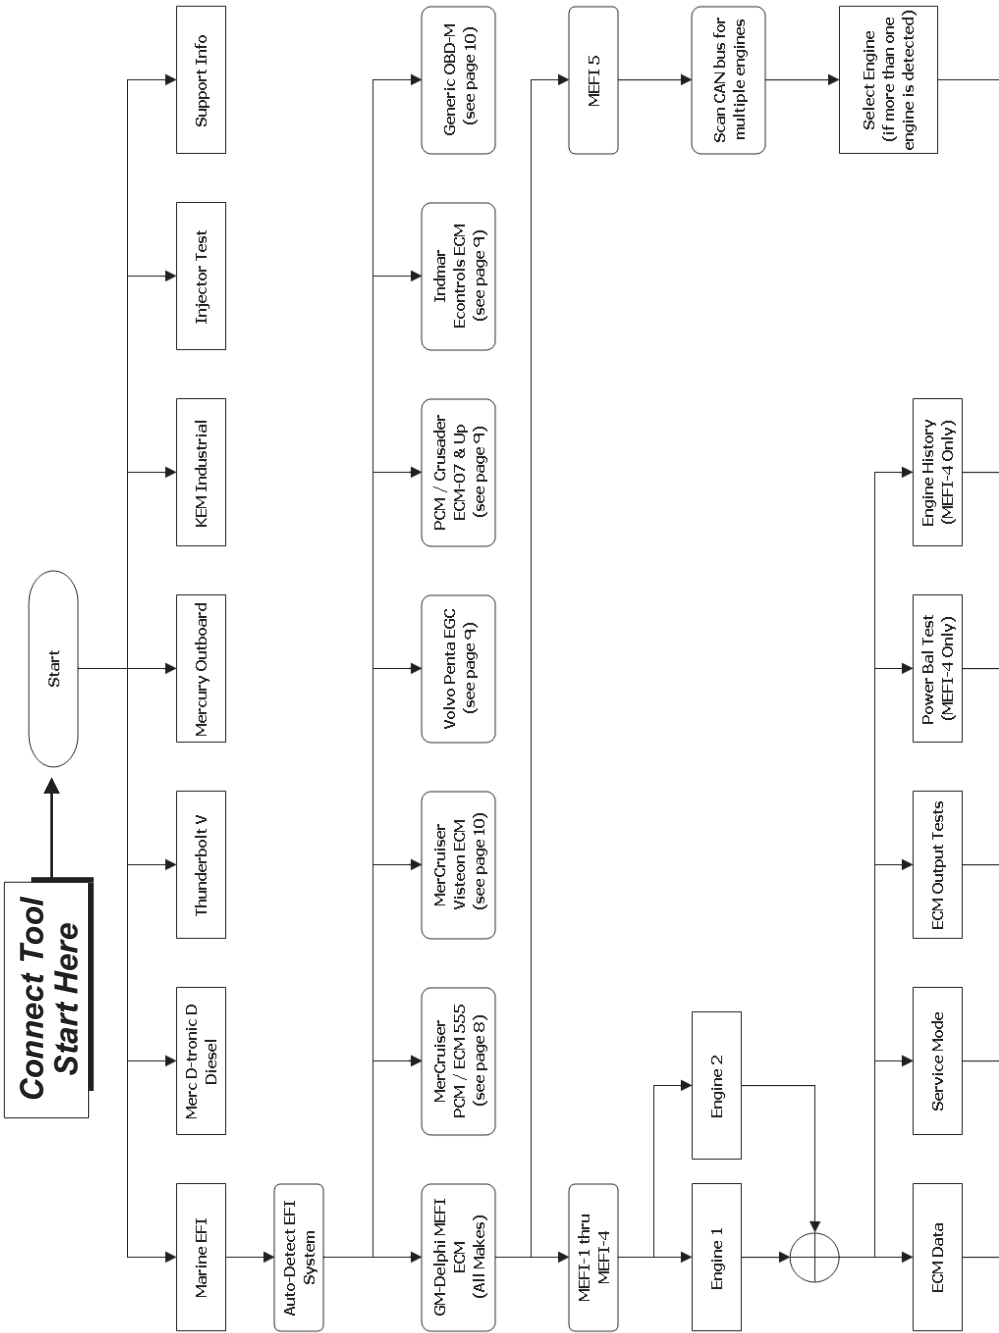 Connect Tool
Start Here
Start
Marine EFI
Merc D-tronic D
Diesel
Thunderbolt V
Mercury Outboard
KEM Industrial
Injector Test
Support Info
Auto-Detect EFI
System
GM-Delphi MEFI
ECM
(All Makes)
MerCruiser
PCM / ECM 555
(see page 8)
MerCruiser
Visteon ECM
(see page 10)
Volvo Penta EGC
(see page 9)
PCM / Crusader
ECM-07 & Up
(see page 9)
Indmar
Econtrols ECM
(see page 9)
Generic OBD-M
(see page 10)
MEFI-1 thru
MEFI-4
MEFI 5
Engine 1
Engine 2
Scan CAN bus for
multiple engines
Select Engine
(if more than one
engine is detected)
ECM Data
Service Mode
ECM Output Tests
Power Bal Test
(MEFI-4 Only)
Engine History
(MEFI-4 Only)